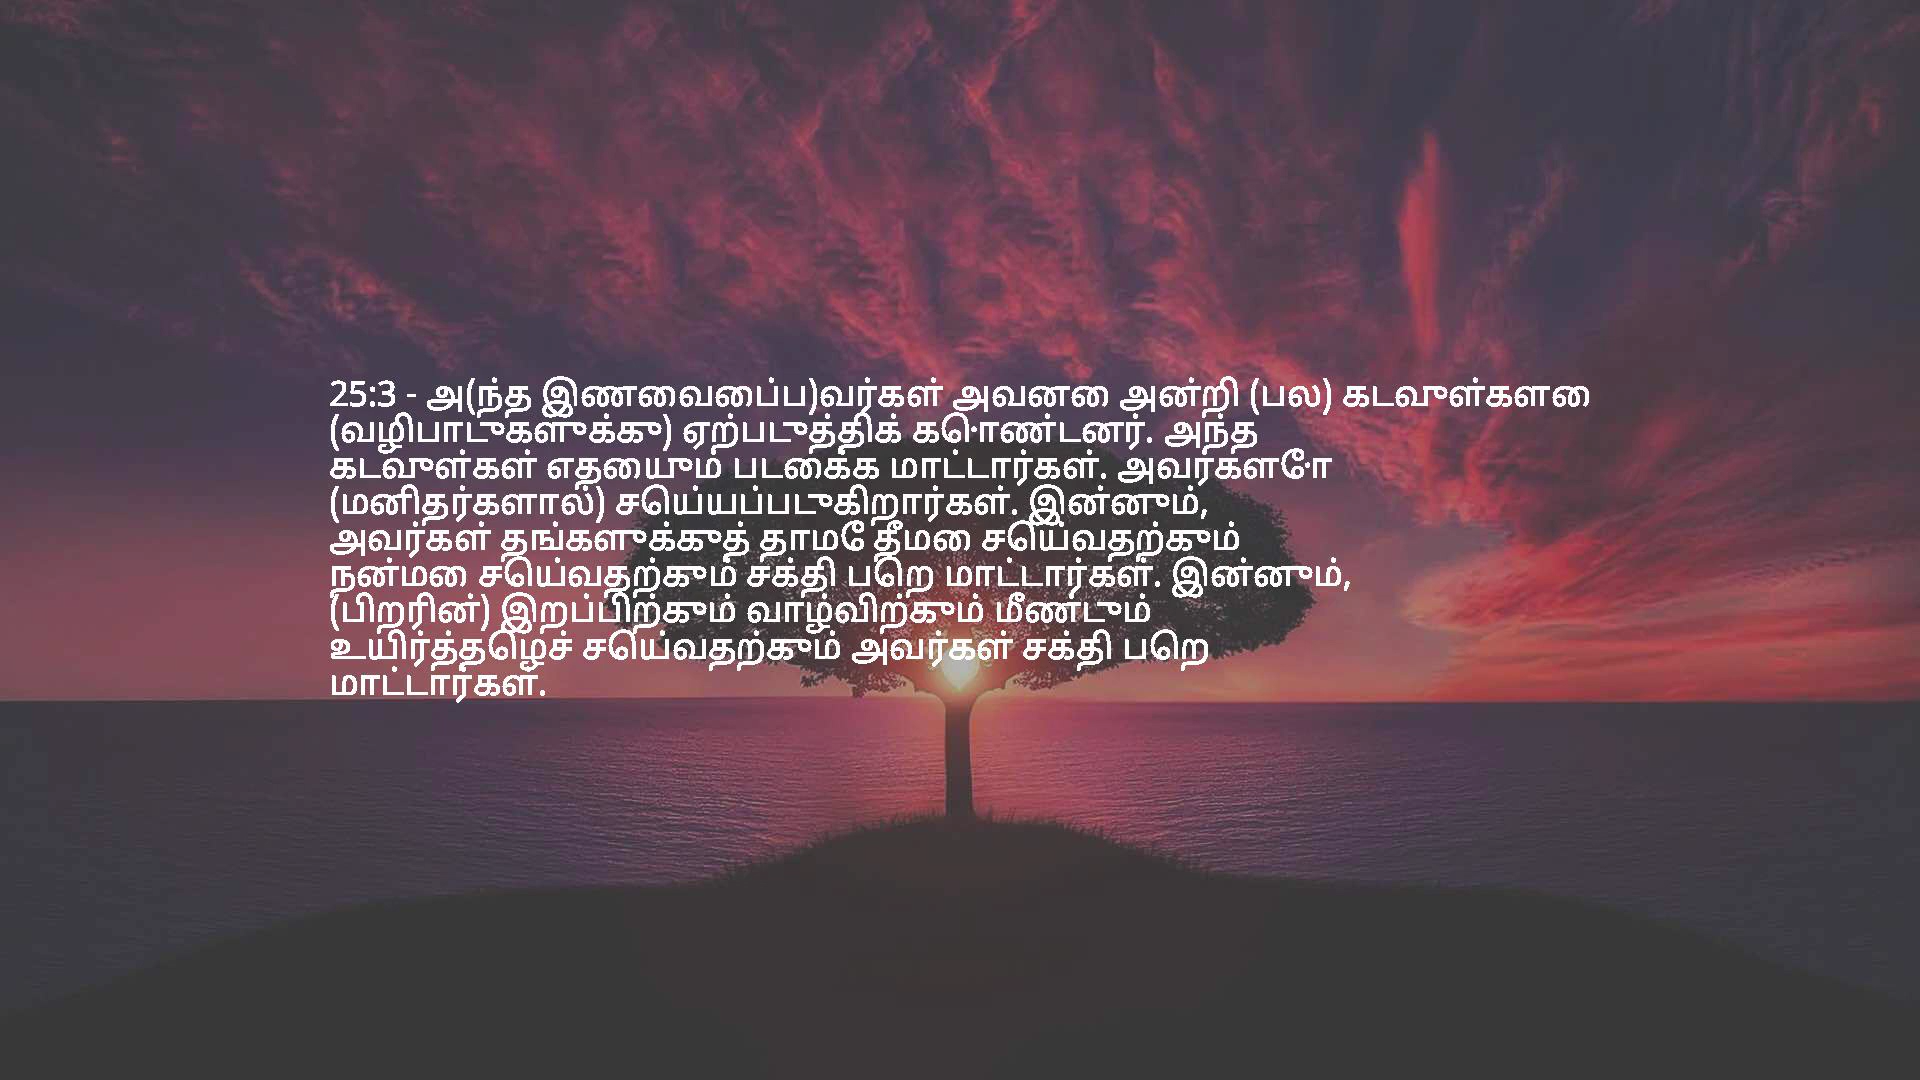 25:3 - அ(ந்த இணைவைப்ப)வர்கள் அவனை அன்றி (பல) கடவுள்களை
(வழிபாடுகளுக்கு) ஏற்படுத்திக் கொண்டனர். அந்த
கடவுள்கள் எதையும் படைக்க மாட்டார்கள். அவர்களோ
(மனிதர்களால்) செய்யப்படுகிறார்கள். இன்னும்,
அவர்கள் தங்களுக்குத் தாமே தீமை செய்வதற்கும்
நன்மை செய்வதற்கும் சக்தி பெற மாட்டார்கள். இன்னும்,
(பிறரின்) இறப்பிற்கும் வாழ்விற்கும் மீண்டும்
உயிர்த்தெழச் செய்வதற்கும் அவர்கள் சக்தி பெற
மாட்டார்கள்.